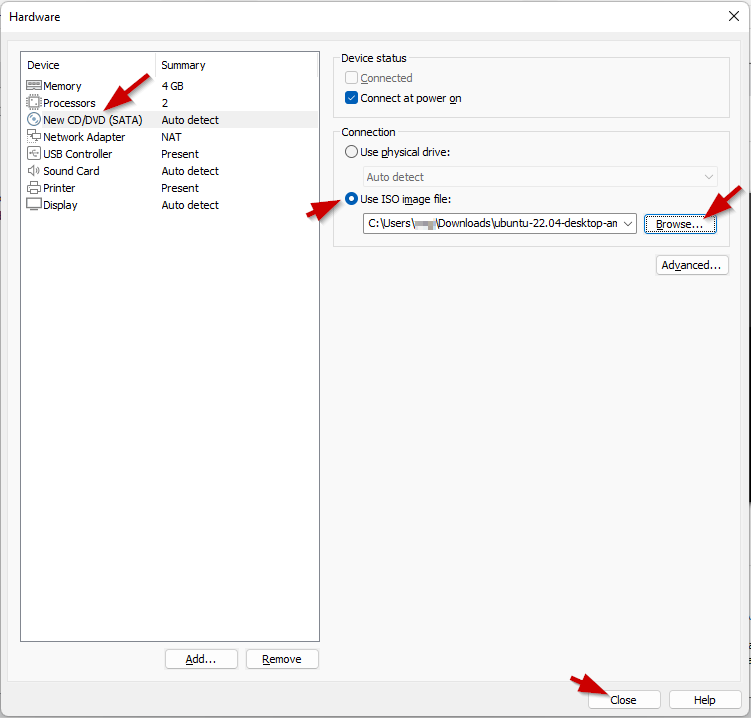 Hardware
Device Summary
Memory 4 GB
Processors 2
New CD/DVD (SATA) Auto detect
Network Adapter NAT
USB Controller Present
Sound Card Auto detect
Printer Present
Display Auto detect
Add...
Remove
Device status
Connected
Connect at power on
Connection
Use physical drive:
Auto detect
Use ISO image file:
C:\Users\ \Downloads\ubuntu-22.04-desktop-am
Browse...
Advanced...
Close
Help